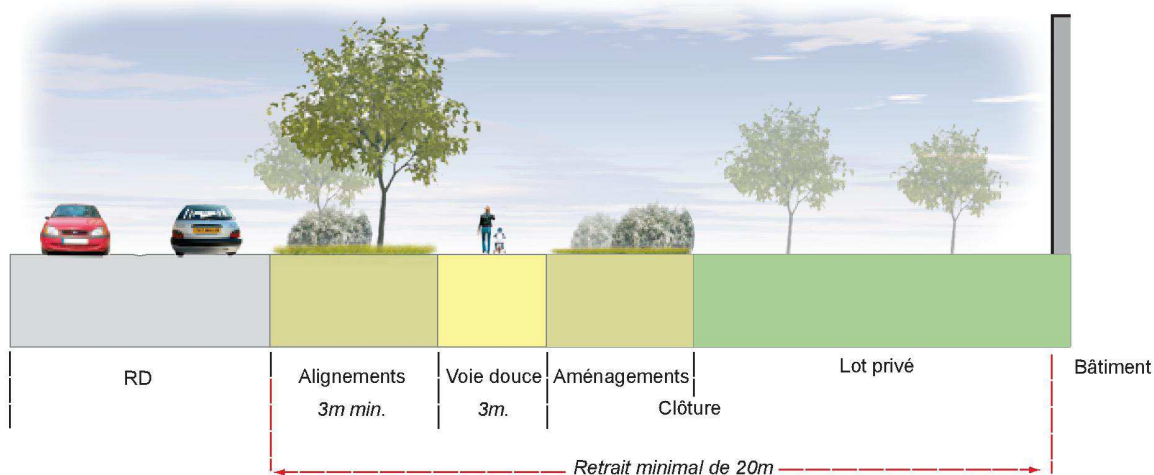 RD
Alignements
3m min.
Voie douce
3m.
Aménagements
Clôture
Lot privé
Bâtiment
Retrait minimal de 20m